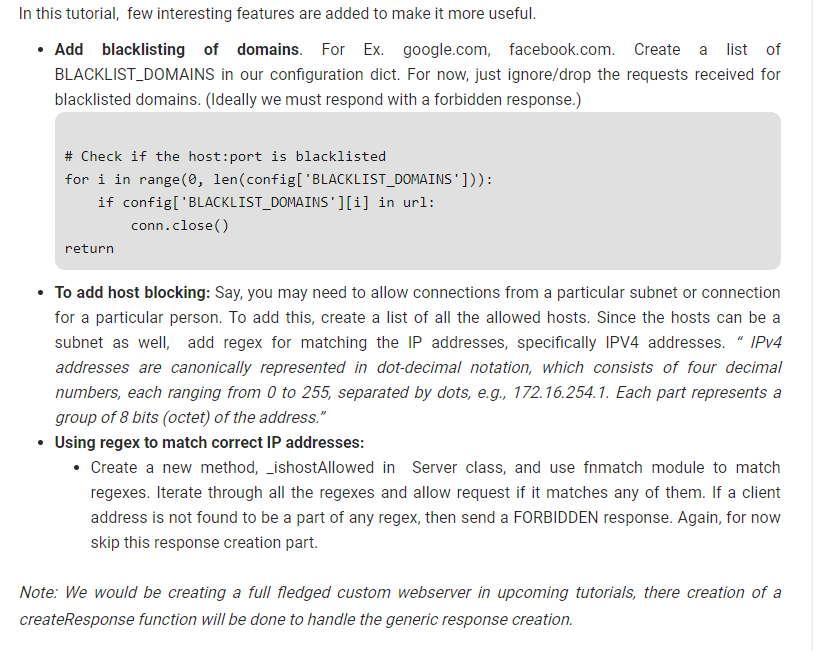 In this tutorial, few interesting features are added to make it more useful.
• Add blacklisting of domains. For Ex. google.com, facebook.com. Create a list of
BLACKLIST_DOMAINS in our configuration dict. For now, just ignore/drop the requests received for
blacklisted domains. (Ideally we must respond with a forbidden response.)
# Check if the host:port is blacklisted
for i in range(0, len(config['BLACKLIST_DOMAINS'])):
    if config['BLACKLIST_DOMAINS'][i] in url:
        conn.close()
return
• To add host blocking: Say, you may need to allow connections from a particular subnet or connection
for a particular person. To add this, create a list of all the allowed hosts. Since the hosts can be a
subnet as well, add regex for matching the IP addresses, specifically IPV4 addresses. “ IPv4
addresses are canonically represented in dot-decimal notation, which consists of four decimal
numbers, each ranging from 0 to 255, separated by dots, e.g., 172.16.254.1. Each part represents a
group of 8 bits (octet) of the address.”
• Using regex to match correct IP addresses:
• Create a new method, _ishostAllowed in Server class, and use fnmatch module to match
regexes. Iterate through all the regexes and allow request if it matches any of them. If a client
address is not found to be a part of any regex, then send a FORBIDDEN response. Again, for now
skip this response creation part.
Note: We would be creating a full fledged custom webserver in upcoming tutorials, there creation of a
createResponse function will be done to handle the generic response creation.